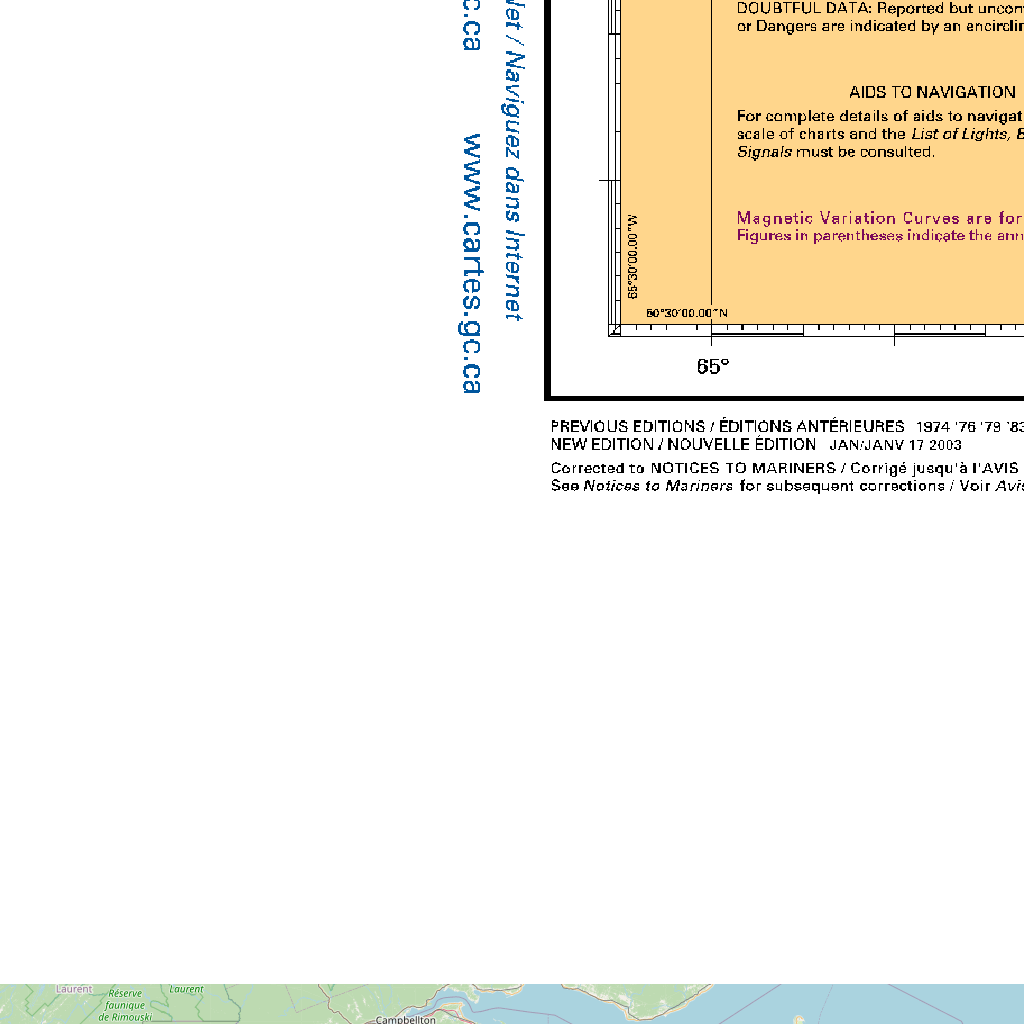 c.ca
www.cartes.gc.ca
Net / Naviguez dans Internet
DOUBTFUL DATA: Reported but
or Dangers are indicated by an
AIDS TO NAVIGATION
For complete details of aids to
scale of charts and the List of Lights,
Signals must be consulted.
Magnetic Variation Curves are for
Figures in parentheses indicate the
65°30'00.00"W
60°30'00.00"N
65°
PREVIOUS EDITIONS / ÉDITIONS ANTÉRIEURES 1974 '76 '79 '83
NEW EDITION / NOUVELLE ÉDITION JAN/JANV 17 2003
Corrected to NOTICES TO MARINERS / Corrigé jusqu'à l'AVIS
See Notices to Mariners for subsequent corrections / Voir
Laurent
Laurent
Réserve
faunique
de Rimouski
Campbellton